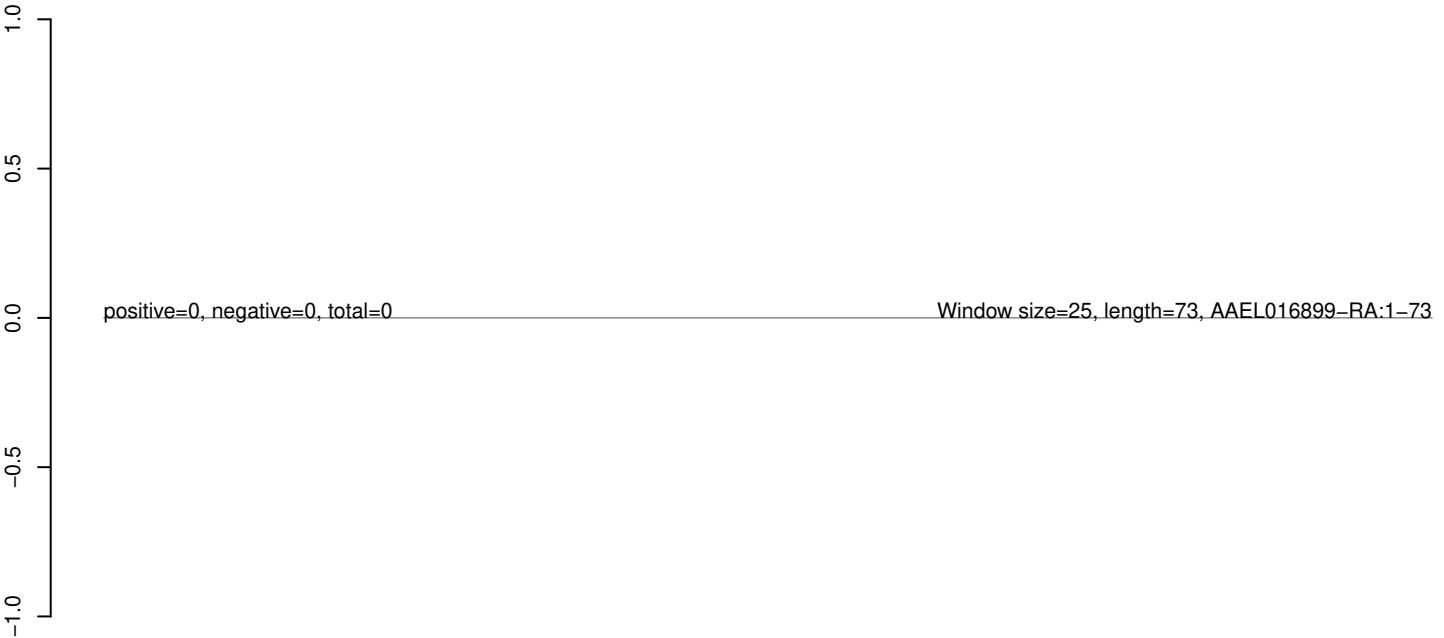 1.0
0.5
0.0
−0.5
−1.0
positive=0, negative=0, total=0
Window size=25, length=73, AAEL016899−RA:1−73